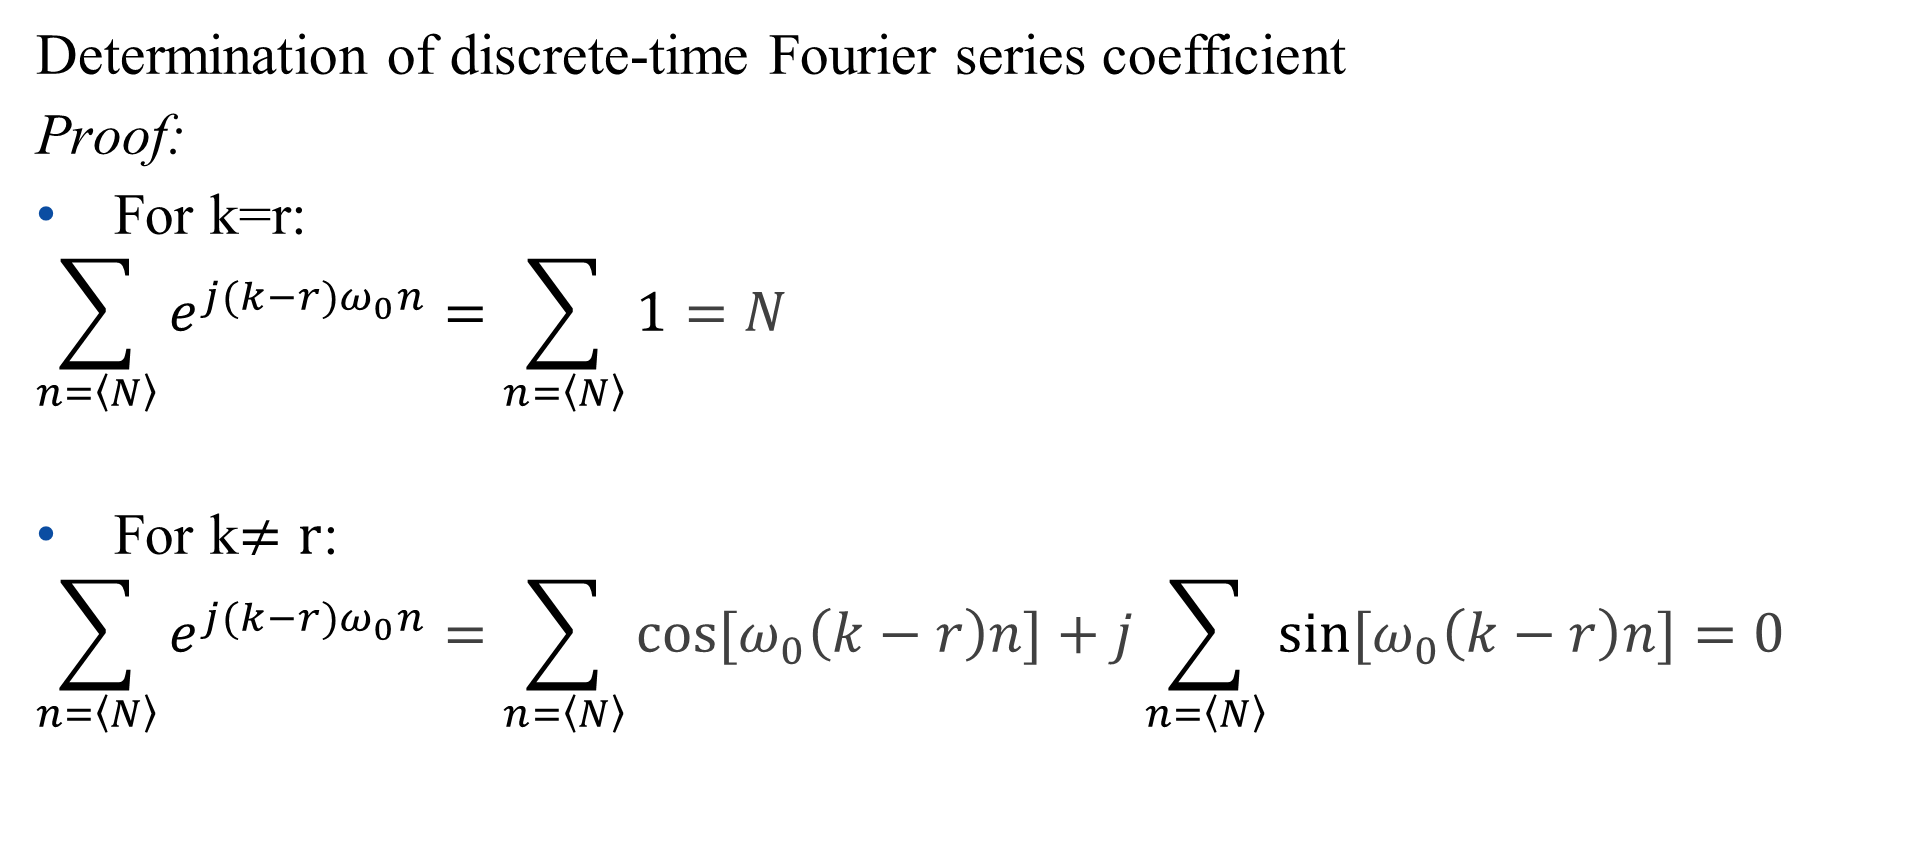 Determination of discrete-time Fourier series coefficient
Proof:
• For k=r:
∑_{n=⟨N⟩} e^{j(k−r)ω₀n} = ∑_{n=⟨N⟩} 1 = N
• For k≠ r:
∑_{n=⟨N⟩} e^{j(k−r)ω₀n} = ∑_{n=⟨N⟩} cos[ω₀(k − r)n] + j ∑_{n=⟨N⟩} sin[ω₀(k − r)n] = 0